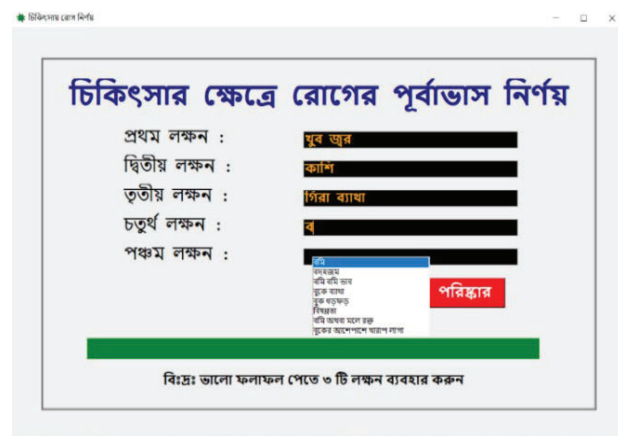 চিকিৎসায় রোগ নির্ণয়
চিকিৎসার ক্ষেত্রে রোগের পূর্বাভাস নির্ণয়
প্রথম লক্ষন : খুব জ্বর
দ্বিতীয় লক্ষন : কাশি
তৃতীয় লক্ষন : গিরা ব্যাথা
চতুর্থ লক্ষন : ব
পঞ্চম লক্ষন :
বমি
বদহজম
বমি বমি ভাব
বুকে ব্যাথা
বুক ধড়ফড়
বিষন্নতা
বমি অথবা মলে রক্ত
বুকের আশেপাশে খারাপ লাগা
পরিষ্কার
বিঃদ্রঃ ভালো ফলাফল পেতে ৩ টি লক্ষন ব্যবহার করুন